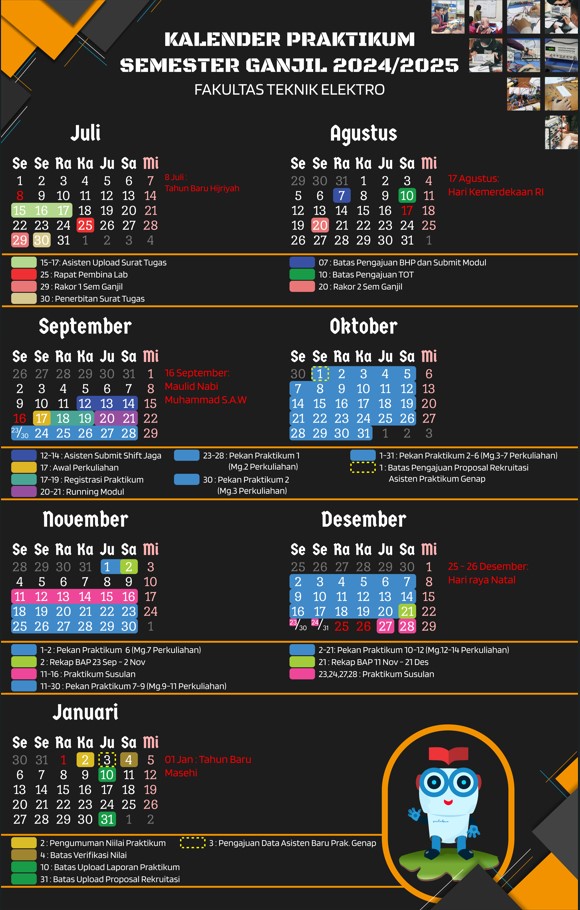 KALENDER PRAKTIKUM
SEMESTER GANJIL 2024/2025
FAKULTAS TEKNIK ELEKTRO
Juli
Se Se Ra Ka Ju Sa Mi
1 2 3 4 5 6 7
8 9 10 11 12 13 14
15 16 17 18 19 20 21
22 23 24 25 26 27 28
29 30 31 1 2 3 4
8 Juli :
Tahun Baru Hijriyah
15-17: Asisten Upload Surat Tugas
25 : Rapat Pembina Lab
29 : Rakor 1 Sem Ganjil
30 : Penerbitan Surat Tugas
Agustus
Se Se Ra Ka Ju Sa Mi
29 30 31 1 2 3 4
5 6 7 8 9 10 11
12 13 14 15 16 17 18
19 20 21 22 23 24 25
26 27 28 29 30 31 1
17 Agustus:
Hari Kemerdekaan RI
07 : Batas Pengajuan BHP dan Submit Modul
10 : Batas Pengajuan TOT
20 : Rakor 2 Sem Ganjil
September
Se Se Ra Ka Ju Sa Mi
26 27 28 29 30 31 1
2 3 4 5 6 7 8
9 10 11 12 13 14 15
16 17 18 19 20 21 22
23/30 24 25 26 27 28 29
16 September:
Maulid Nabi
Muhammad S.A.W
12-14 : Asisten Submit Shift Jaga
17 : Awal Perkuliahan
17-19 : Registrasi Praktikum
20-21 : Running Modul
23-28 : Pekan Praktikum 1
(Mg.2 Perkuliahan)
30 : Pekan Praktikum 2
(Mg.3 Perkuliahan)
Oktober
Se Se Ra Ka Ju Sa Mi
30 1 2 3 4 5 6
7 8 9 10 11 12 13
14 15 16 17 18 19 20
21 22 23 24 25 26 27
28 29 30 31 1 2 3
1-31 : Pekan Praktikum 2-6 (Mg.3-7 Perkuliahan)
1 : Batas Pengajuan Proposal Rekruitasi
Asisten Praktikum Genap
November
Se Se Ra Ka Ju Sa Mi
28 29 30 31 1 2 3
4 5 6 7 8 9 10
11 12 13 14 15 16 17
18 19 20 21 22 23 24
25 26 27 28 29 30 1
1-2 : Pekan Praktikum 6 (Mg.7 Perkuliahan)
2 : Rekap BAP 23 Sep - 2 Nov
11-16 : Praktikum Susulan
11-30 : Pekan Praktikum 7-9 (Mg.9-11 Perkuliahan)
Desember
Se Se Ra Ka Ju Sa Mi
25 26 27 28 29 30 1
2 3 4 5 6 7 8
9 10 11 12 13 14 15
16 17 18 19 20 21 22
23/30 24/31 25 26 27 28 29
25 - 26 Desember:
Hari raya Natal
2-21 : Pekan Praktikum 10-12 (Mg.12-14 Perkuliahan)
21 : Rekap BAP 11 Nov - 21 Des
23,24,27,28 : Praktikum Susulan
Januari
Se Se Ra Ka Ju Sa Mi
30 31 1 2 3 4 5
6 7 8 9 10 11 12
13 14 15 16 17 18 19
20 21 22 23 24 25 26
27 28 29 30 31 1 2
01 Jan : Tahun Baru
Masehi
2 : Pengumuman Niilai Praktikum
4 : Batas Verifikasi Nilai
10 : Batas Upload Laporan Praktikum
31 : Batas Upload Proposal Rekruitasi
3 : Pengajuan Data Asisten Baru Prak. Genap